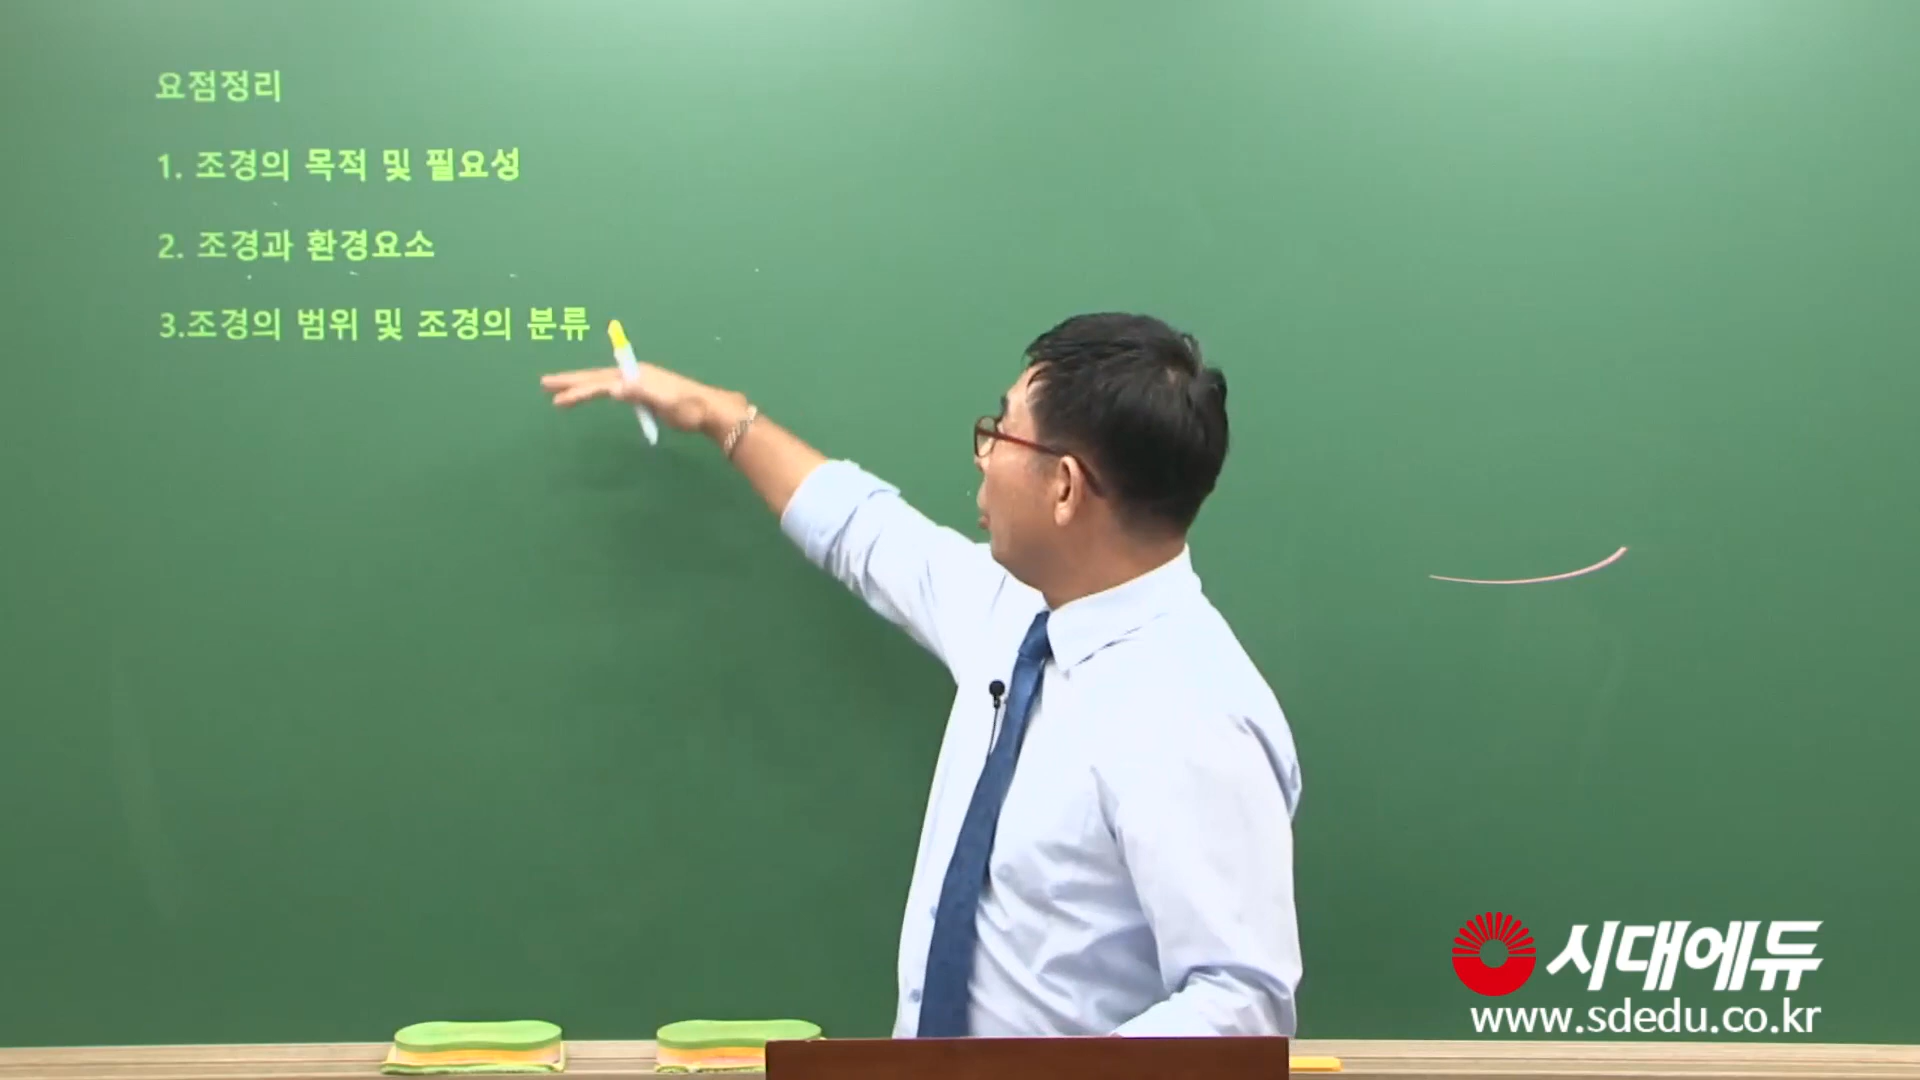 요점정리
1. 조경의 목적 및 필요성
2. 조경과 환경요소
3.조경의 범위 및 조경의 분류
시대에듀
www.sdedu.co.kr